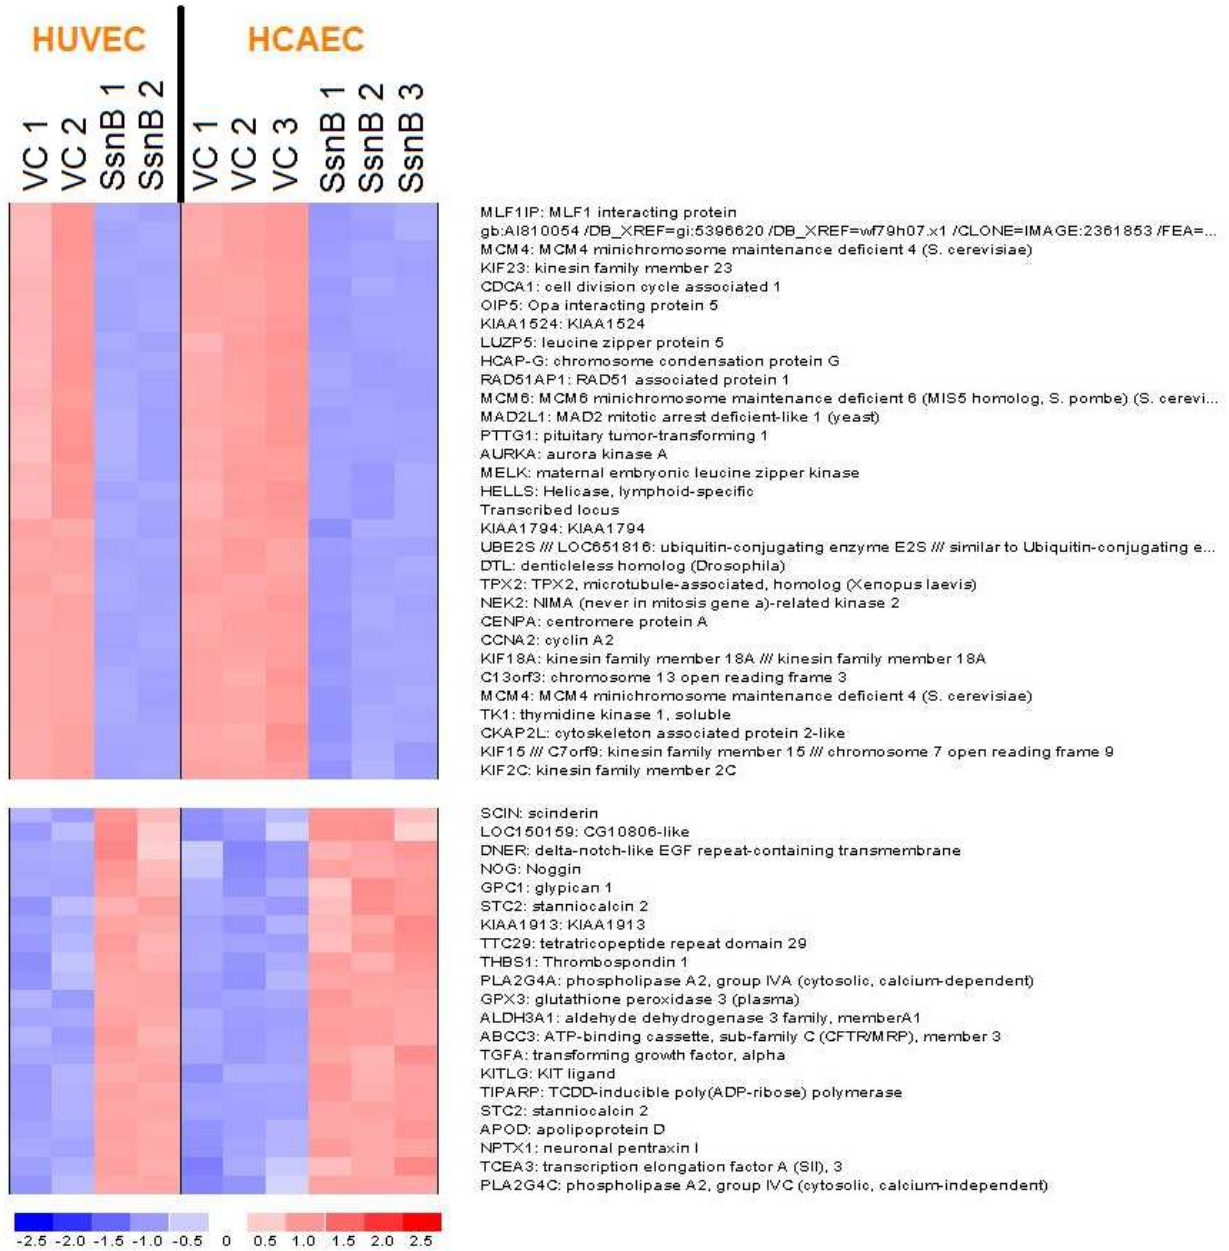 HUVEC HCAEC
VC 1 VC 2 SsnB 1 SsnB 2 VC 1 VC 2 VC 3 SsnB 1 SsnB 2 SsnB 3
MLF1IP: MLF1 interacting protein
gb:AI810054 /DB_XREF=gi:5396620 /DB_XREF=wf79h07.x1 /CLONE=IMAGE:2361853 /FEA=...
MCM4: MCM4 minichromosome maintenance deficient 4 (S. cerevisiae)
KIF23: kinesin family member 23
CDCA1: cell division cycle associated 1
OIP5: Opa interacting protein 5
KIAA1524: KIAA1524
LUZP5: leucine zipper protein 5
HCAP-G: chromosome condensation protein G
RAD51AP1: RAD51 associated protein 1
MCM6: MCM6 minichromosome maintenance deficient 6 (MIS5 homolog, S. pombe) (S. cerevi...
MAD2L1: MAD2 mitotic arrest deficient-like 1 (yeast)
PTTG1: pituitary tumor-transforming 1
AURKA: aurora kinase A
MELK: maternal embryonic leucine zipper kinase
HELLS: Helicase, lymphoid-specific
Transcribed locus
KIAA1794: KIAA1794
UBE2S /// LOC651816: ubiquitin-conjugating enzyme E2S /// similar to Ubiquitin-conjugating e...
DTL: denticleless homolog (Drosophila)
TPX2: TPX2, microtubule-associated, homolog (Xenopus laevis)
NEK2: NIMA (never in mitosis gene a)-related kinase 2
CENPA: centromere protein A
CCNA2: cyclin A2
KIF18A: kinesin family member 18A /// kinesin family member 18A
C13orf3: chromosome 13 open reading frame 3
MCM4: MCM4 minichromosome maintenance deficient 4 (S. cerevisiae)
TK1: thymidine kinase 1, soluble
CKAP2L: cytoskeleton associated protein 2-like
KIF15 /// C7orf9: kinesin family member 15 /// chromosome 7 open reading frame 9
KIF2C: kinesin family member 2C
SCIN: scinderin
LOC150159: CG10806-like
DNER: delta-notch-like EGF repeat-containing transmembrane
NOG: Noggin
GPC1: glypican 1
STC2: stanniocalcin 2
KIAA1913: KIAA1913
TTC29: tetratricopeptide repeat domain 29
THBS1: Thrombospondin 1
PLA2G4A: phospholipase A2, group IVA (cytosolic, calcium-dependent)
GPX3: glutathione peroxidase 3 (plasma)
ALDH3A1: aldehyde dehydrogenase 3 family, memberA1
ABCC3: ATP-binding cassette, sub-family C (CFTR/MRP), member 3
TGFA: transforming growth factor, alpha
KITLG: KIT ligand
TIPARP: TCDD-inducible poly(ADP-ribose) polymerase
STC2: stanniocalcin 2
APOD: apolipoprotein D
NPTX1: neuronal pentraxin I
TCEA3: transcription elongation factor A (SII), 3
PLA2G4C: phospholipase A2, group IVC (cytosolic, calcium-independent)
-2.5 -2.0 -1.5 -1.0 -0.5 0 0.5 1.0 1.5 2.0 2.5